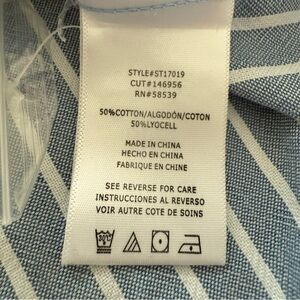 STYLE#ST17019
CUT#146956
RN#58539
50%COTTON/ALGODÓN/COTON
50%LYOCELL
MADE IN CHINA
HECHO EN CHINA
FABRIQUE EN CHINE
SEE REVERSE FOR CARE
INSTRUCCIONES AL REVERSO
VOIR AUTRE COTE DE SOINS